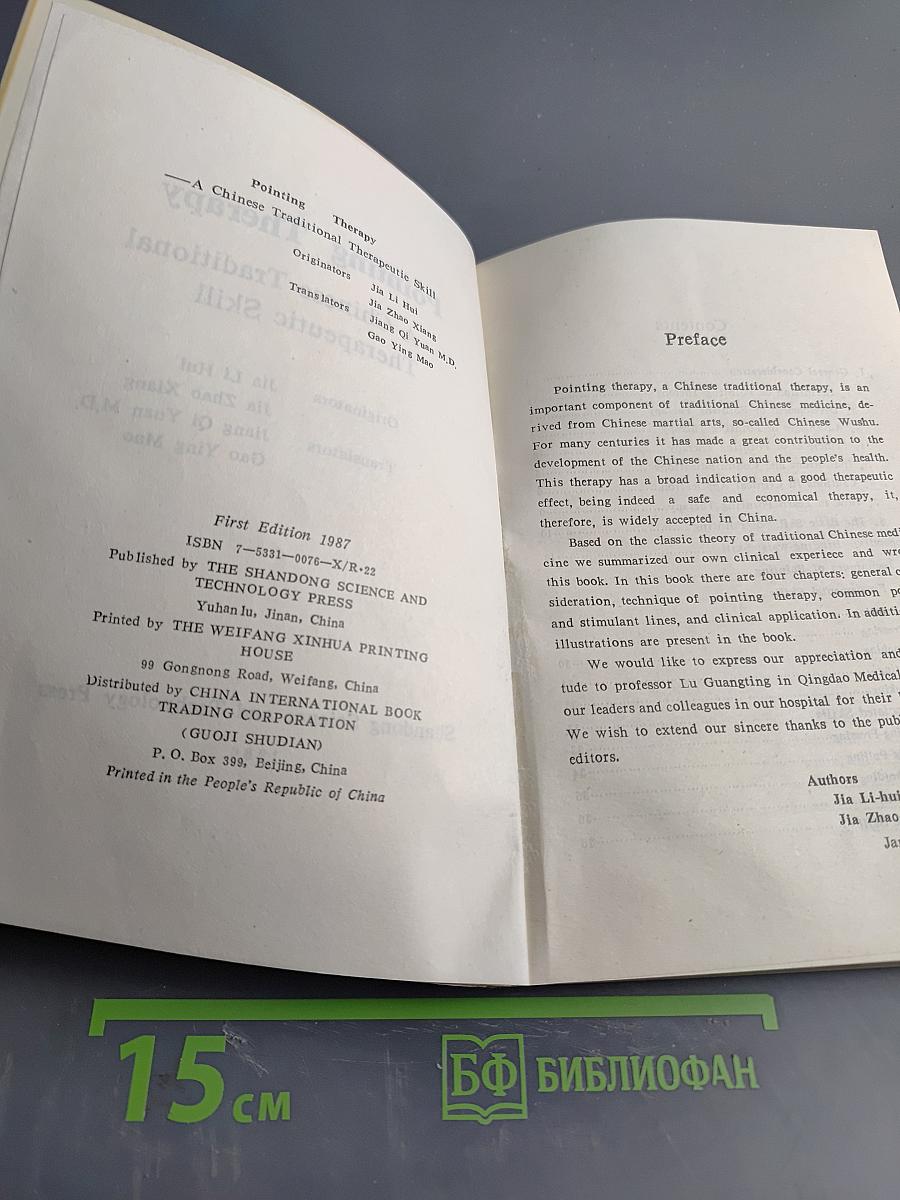 Pointing Therapy
——A Chinese Traditional Therapeutic Skill
Originators Jia Li Hui
Jia Zhao Xiang
Translators Jiang Qi Yuan M.D.
Gao Ying Mao
First Edition 1987
ISBN 7—5331—0076—X/R·22
Published by THE SHANDONG SCIENCE AND
TECHNOLOGY PRESS
Yuhan lu, Jinan, China
Printed by THE WEIFANG XINHUA PRINTING
HOUSE
99 Gongnong Road, Weifang, China
Distributed by CHINA INTERNATIONAL BOOK
TRADING CORPORATION
(GUOJI SHUDIAN)
P. O. Box 399, Beijing, China
Printed in the People's Republic of China
Preface
Pointing therapy, a Chinese traditional therapy, is an
important component of traditional Chinese medicine, de-
rived from Chinese martial arts, so-called Chinese Wushu.
For many centuries it has made a great contribution to the
development of the Chinese nation and the people's health.
This therapy has a broad indication and a good therapeutic
effect, being indeed a safe and economical therapy, it,
therefore, is widely accepted in China.
Based on the classic theory of traditional Chinese medi
cine we summarized our own clinical experiece and wro
this book. In this book there are four chapters: general c
sideration, technique of pointing therapy, common po
and stimulant lines, and clinical application. In additi
illustrations are present in the book.
We would like to express our appreciation and
tude to professor Lu Guangting in Qingdao Medical
our leaders and colleagues in our hospital for their
We wish to extend our sincere thanks to the pub
editors.
Authors
Jia Li-hui
Jia Zhao
Jan
15 см
БФ БИБЛИОФАН